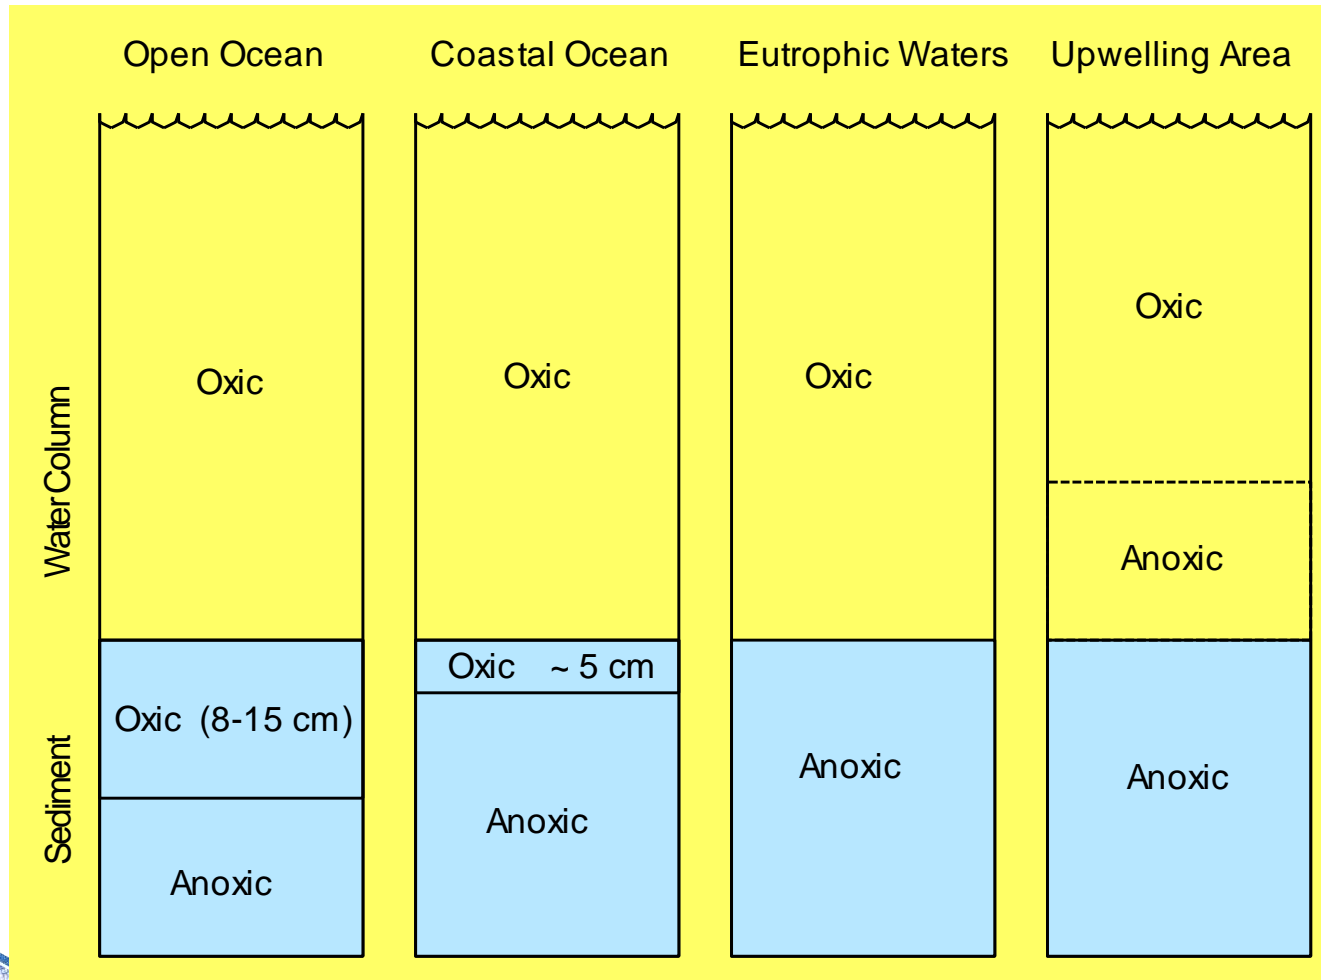 Open Ocean
Coastal Ocean
Eutrophic Waters
Upwelling Area
Water Column
Oxic
Oxic
Oxic
Oxic
Anoxic
Sediment
Oxic (8-15 cm)
Anoxic
Oxic ~ 5 cm
Anoxic
Anoxic
Anoxic